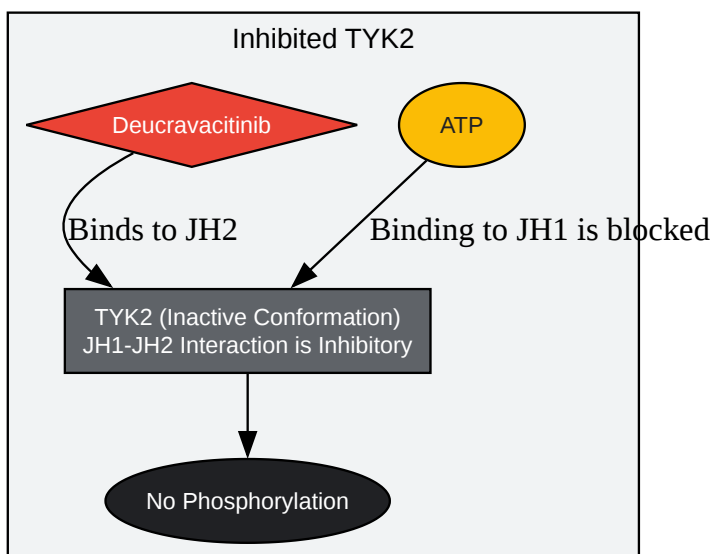 Inhibited TYK2
Deucravacitinib
ATP
Binds to JH2
Binding to JH1 is blocked
TYK2 (Inactive Conformation)
JH1-JH2 Interaction is Inhibitory
No Phosphorylation